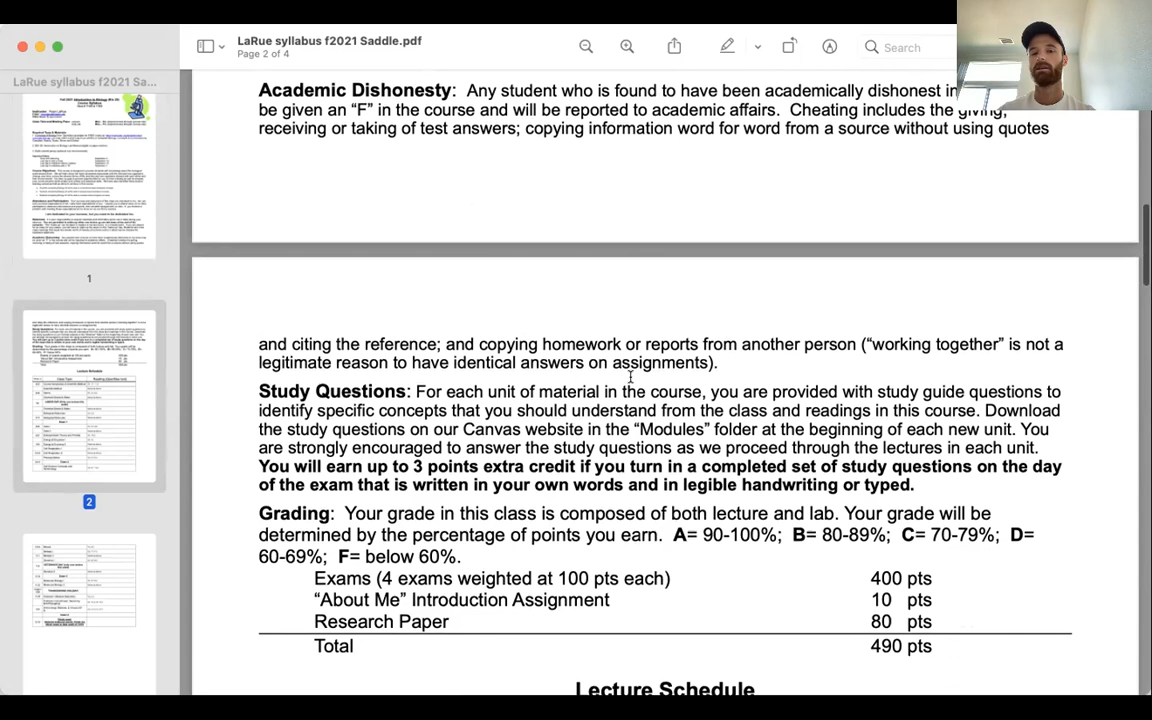 LaRue syllabus f2021 Saddle.pdf
Page 2 of 4
Search
LaRue syllabus f2021 Sa...
1
2
Academic Dishonesty: Any student who is found to have been academically dishonest in
be given an “F” in the course and will be reported to academic affairs. Cheating includes the giving,
receiving or taking of test answers; copying information word for word from a source without using quotes
and citing the reference; and copying homework or reports from another person (“working together” is not a
legitimate reason to have identical answers on assignments).
Study Questions: For each unit of material in the course, you are provided with study guide questions to
identify specific concepts that you should understand from the class and readings in this course. Download
the study questions on our Canvas website in the “Modules” folder at the beginning of each new unit. You
are strongly encouraged to answer the study questions as we proceed through the lectures in each unit.
You will earn up to 3 points extra credit if you turn in a completed set of study questions on the day
of the exam that is written in your own words and in legible handwriting or typed.
Grading: Your grade in this class is composed of both lecture and lab. Your grade will be
determined by the percentage of points you earn. A= 90-100%; B= 80-89%; C= 70-79%; D=
60-69%; F= below 60%.
Exams (4 exams weighted at 100 pts each) 400 pts
“About Me” Introduction Assignment 10 pts
Research Paper 80 pts
Total 490 pts
Lecture Schedule